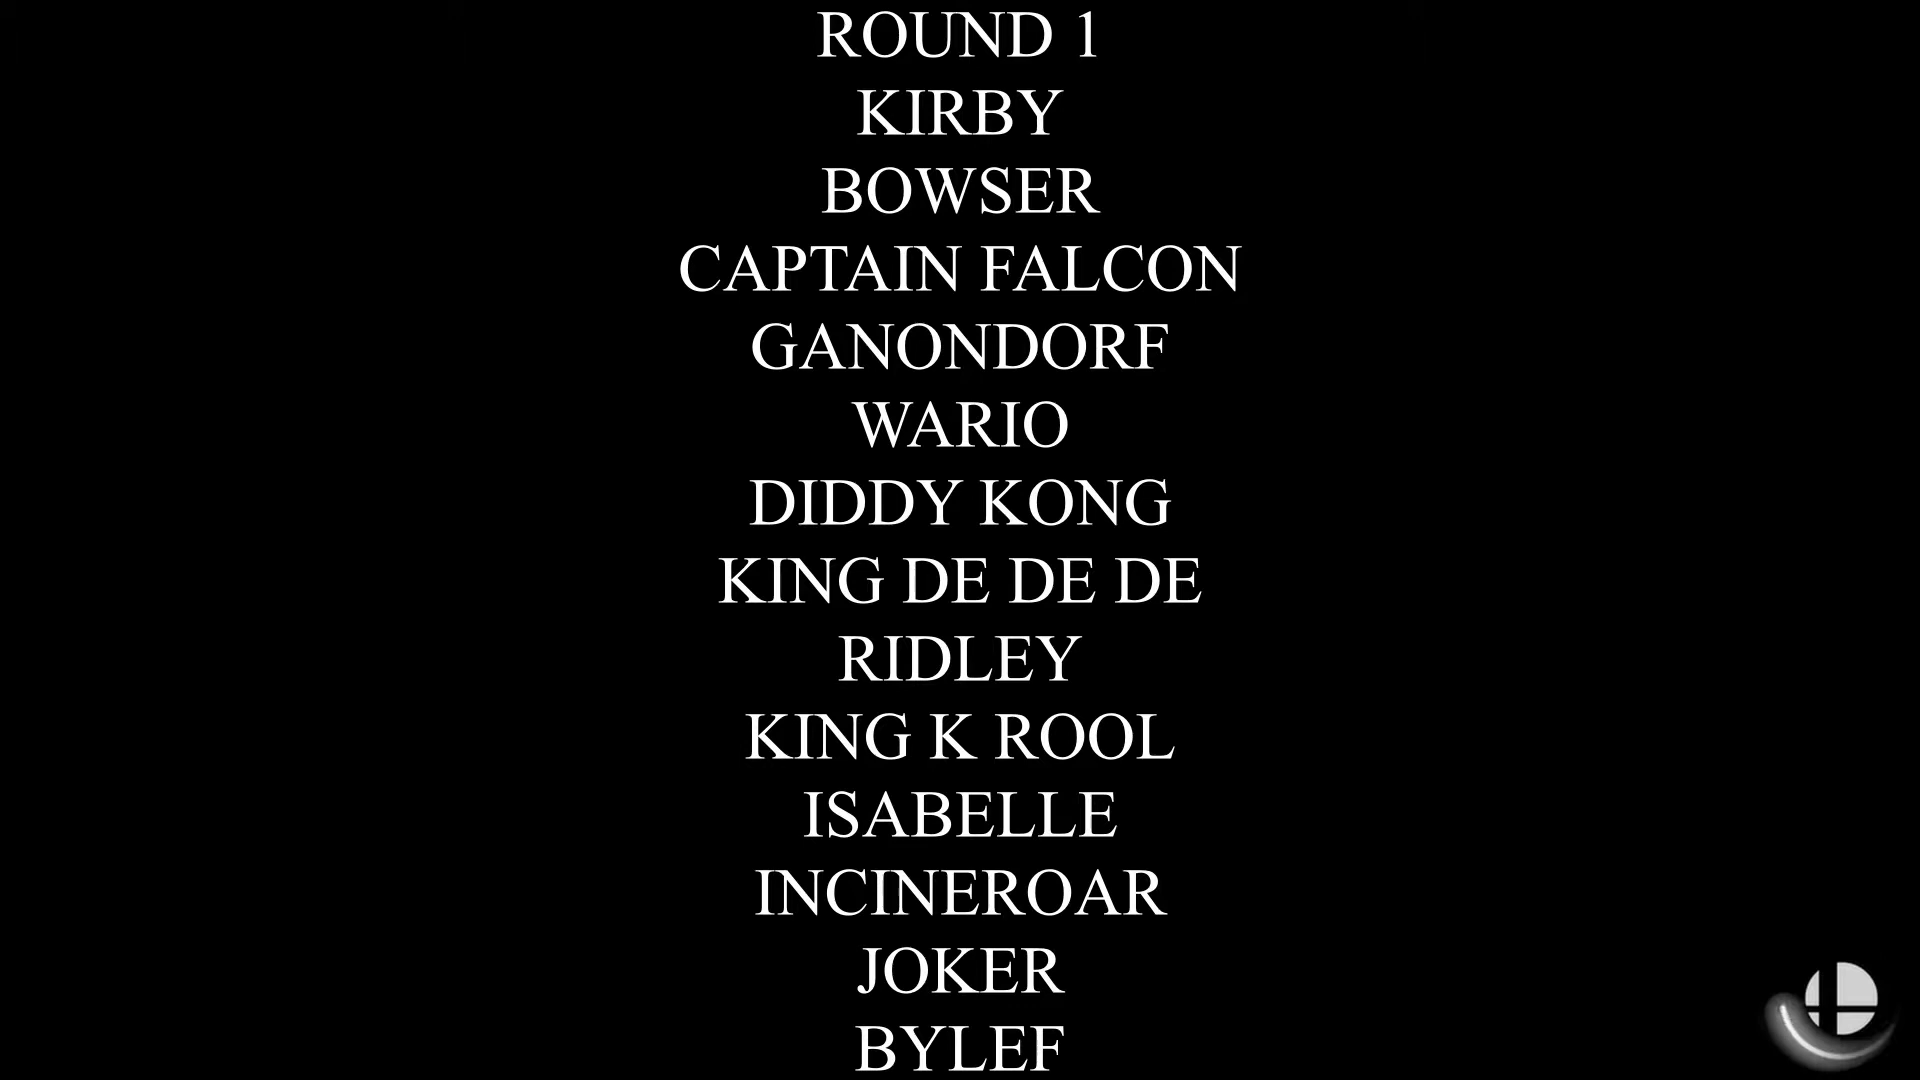 ROUND 1
KIRBY
BOWSER
CAPTAIN FALCON
GANONDORF
WARIO
DIDDY KONG
KING DE DE DE
RIDLEY
KING K ROOL
ISABELLE
INCINEROAR
JOKER
BYLEF